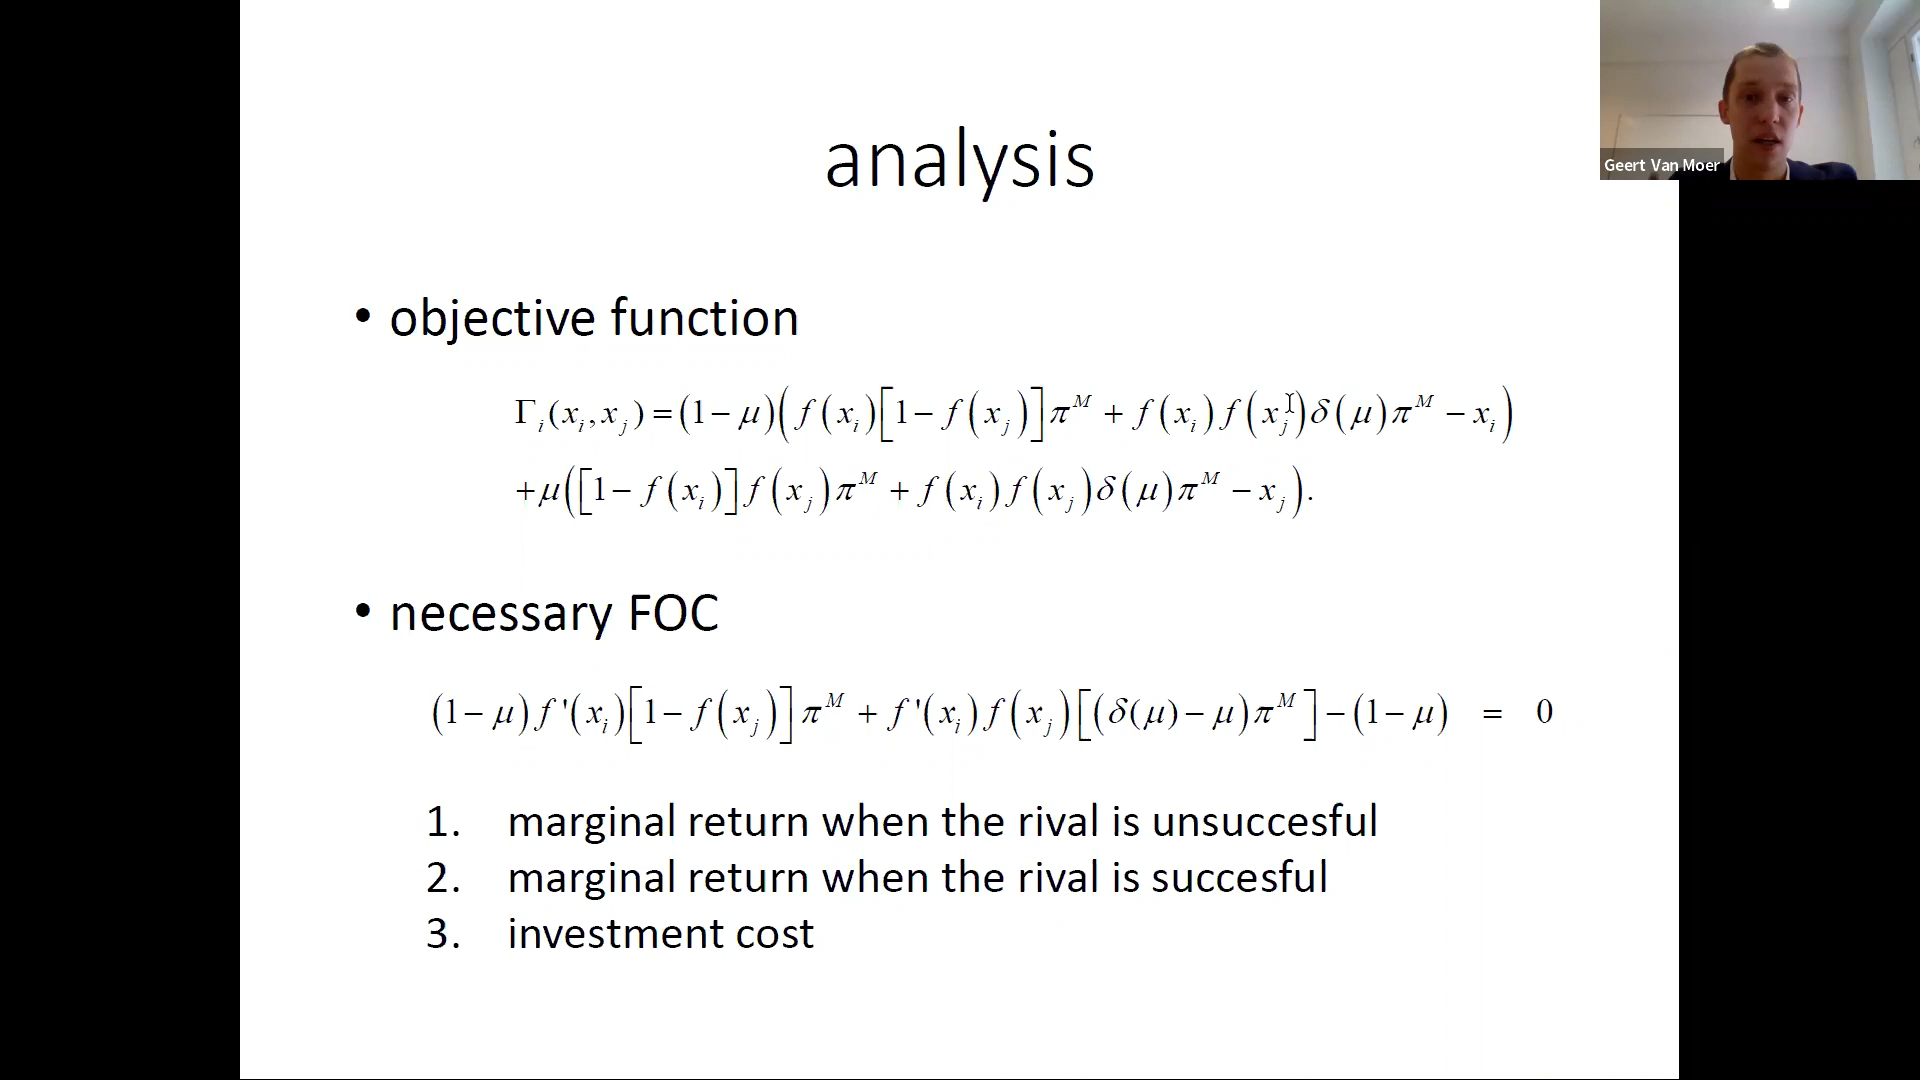 analysis
• objective function
Γ_i(x_i, x_j) = (1−μ)(f(x_i)[1−f(x_j)]π^M + f(x_i)f(x_j)δ(μ)π^M − x_i)
+μ([1−f(x_i)]f(x_j)π^M + f(x_i)f(x_j)δ(μ)π^M − x_j).
• necessary FOC
(1−μ)f'(x_i)[1−f(x_j)]π^M + f'(x_i)f(x_j)[(δ(μ)−μ)π^M]−(1−μ) = 0
1. marginal return when the rival is unsuccesful
2. marginal return when the rival is succesful
3. investment cost
Geert Van Moer